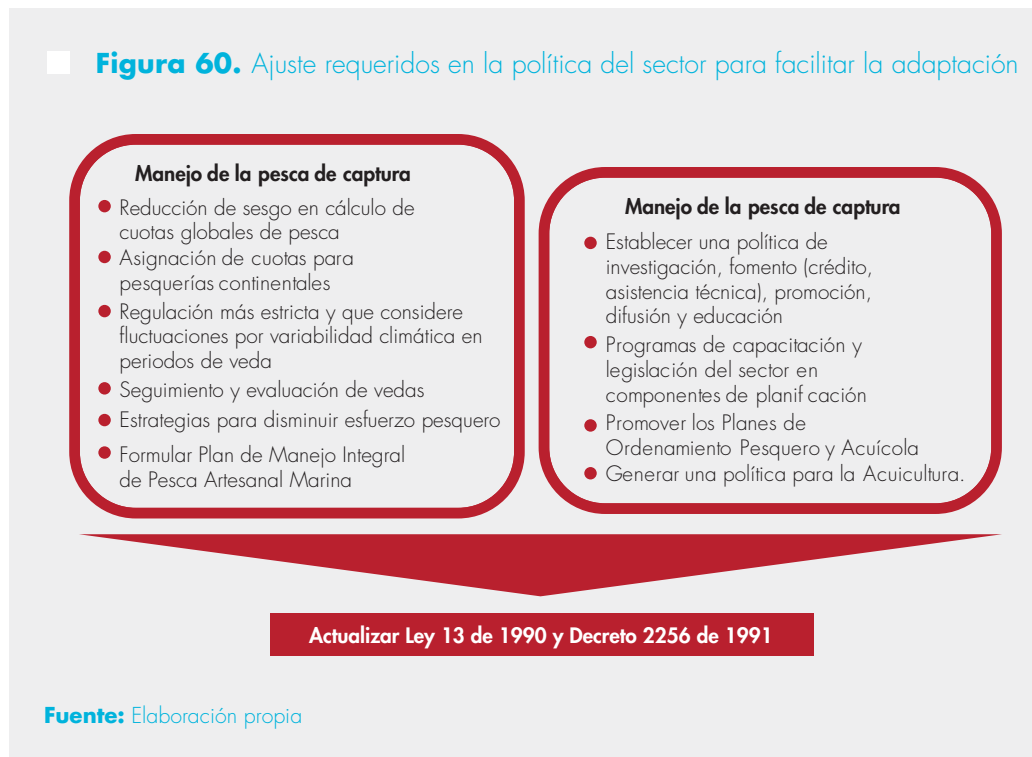 Figura 60. Ajuste requeridos en la política del sector para facilitar la adaptación
Manejo de la pesca de captura
Reducción de sesgo en cálculo de
cuotas globales de pesca
Asignación de cuotas para
pesquerías continentales
Regulación más estricta y que considere
fluctuaciones por variabilidad climática en
periodos de veda
Seguimiento y evaluación de vedas
Estrategias para disminuir esfuerzo pesquero
Formular Plan de Manejo Integral
de Pesca Artesanal Marina
Manejo de la pesca de captura
Establecer una política de
investigación, fomento (crédito,
asistencia técnica), promoción,
difusión y educación
Programas de capacitación y
legislación del sector en
componentes de planif cación
Promover los Planes de
Ordenamiento Pesquero y Acuícola
Generar una política para la Acuicultura.
Actualizar Ley 13 de 1990 y Decreto 2256 de 1991
Fuente: Elaboración propia